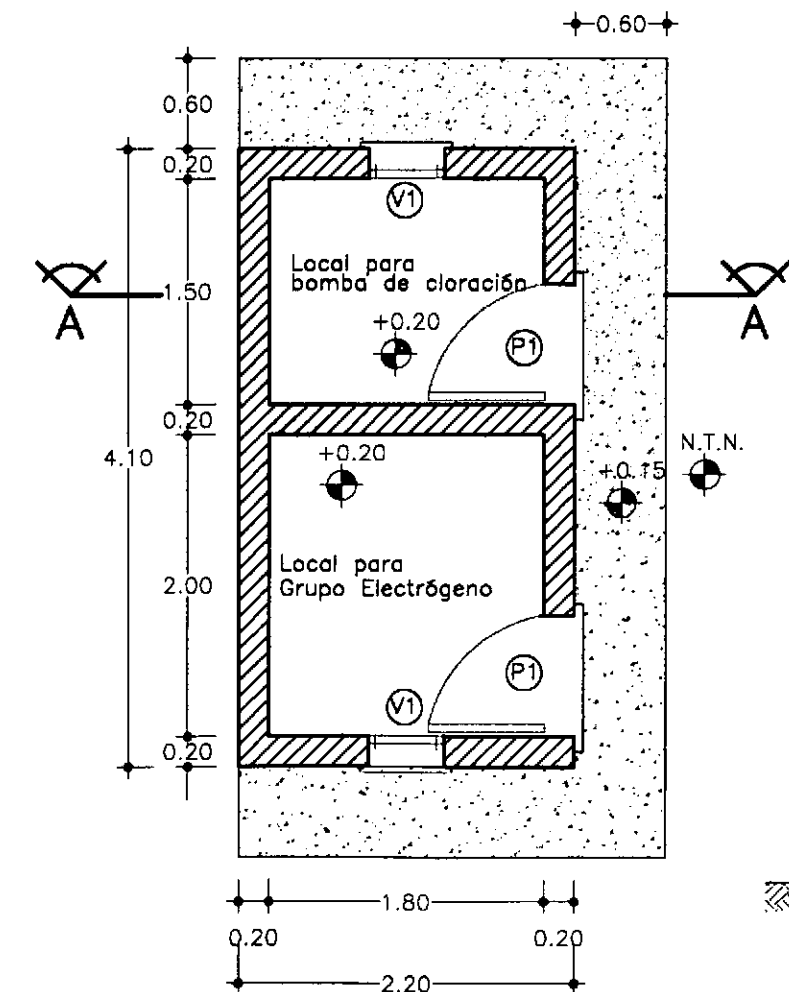 0.60
0.60
0.20
V1
Local para
bomba de cloración
1.50
A
A
+0.20
P1
0.20
4.10
+0.20
+0.15
N.T.N.
Local para
Grupo Electrógeno
2.00
P1
V1
0.20
1.80
0.20
0.20
2.20